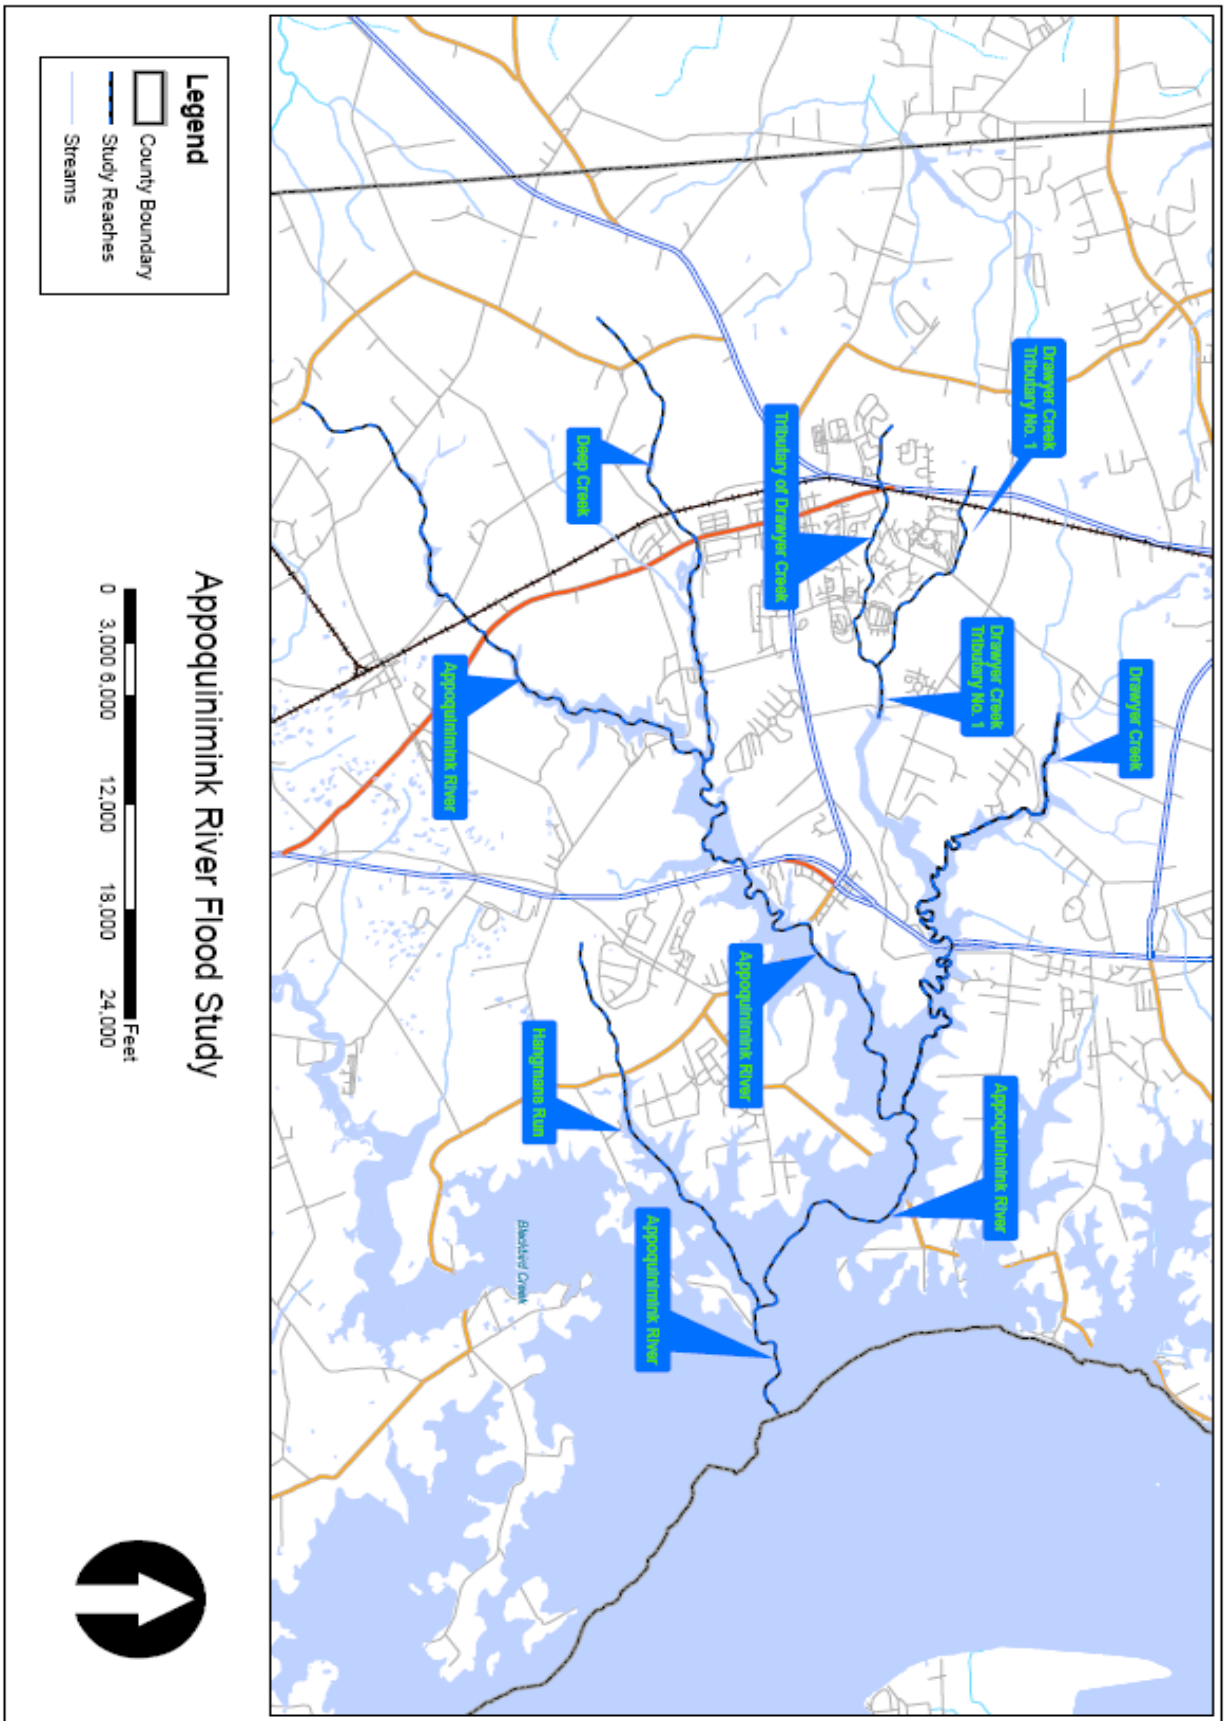 Drawyer Creek
Tributary No. 1
Tributary of Drawyer Creek
Deep Creek
Drawyer Creek
Tributary No. 1
Drawyer Creek
Appoquinimink River
Appoquinimink River
Appoquinimink River
Hangmans Run
Appoquinimink River
Blackbird Creek
Legend
County Boundary
Study Reaches
Streams
Appoquinimink River Flood Study
0 3,000 6,000 12,000 18,000 24,000
Feet